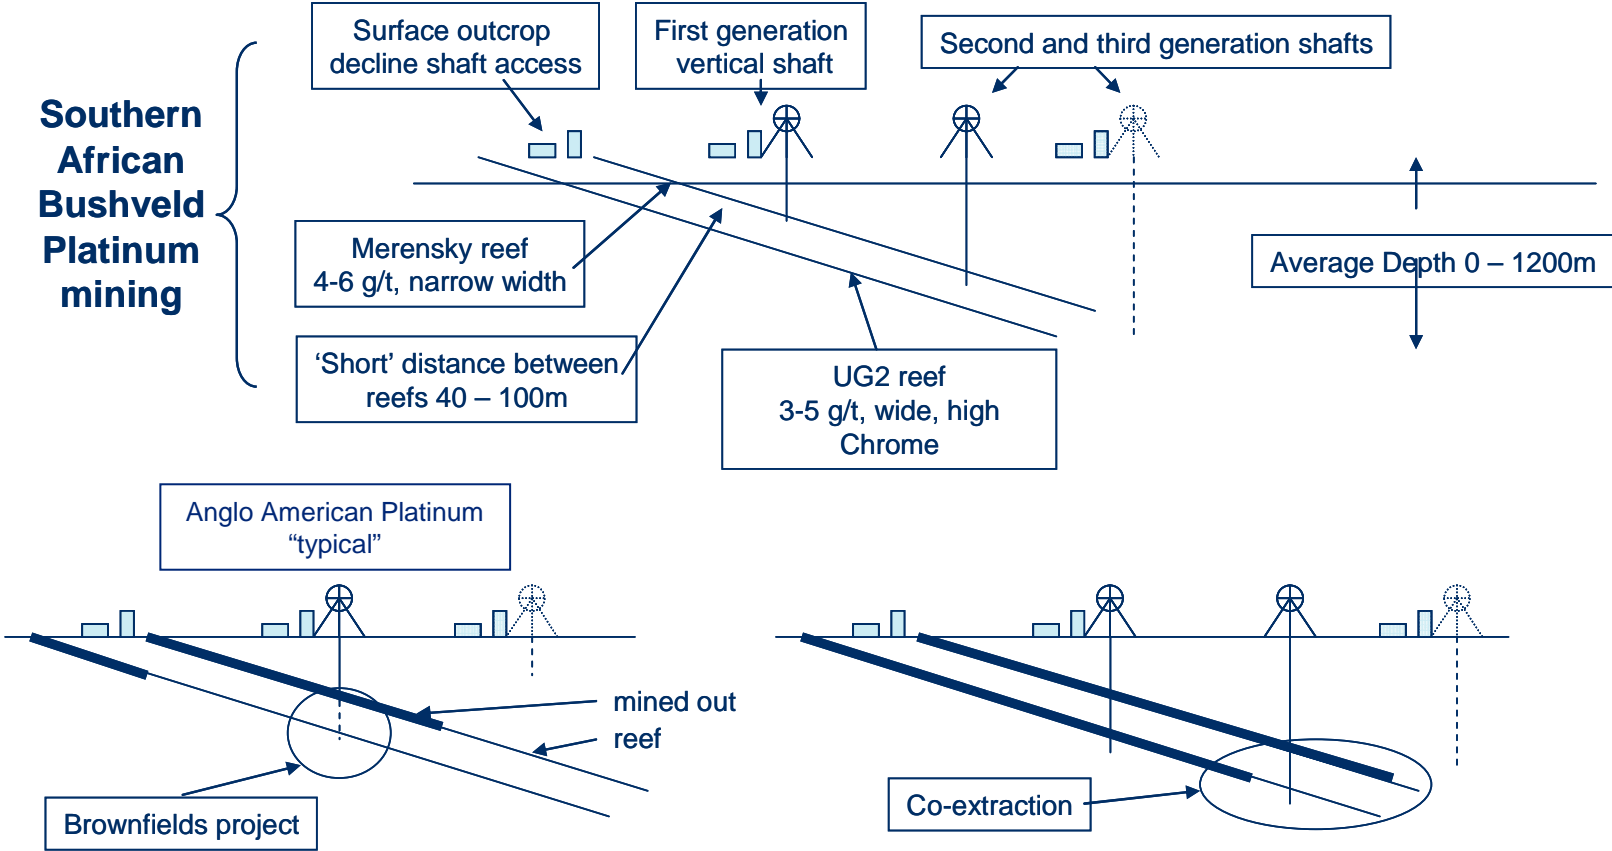 Southern
African
Bushveld
Platinum
mining
Surface outcrop
decline shaft access
First generation
vertical shaft
Second and third generation shafts
Merensky reef
4-6 g/t, narrow width
Average Depth 0 – 1200m
‘Short’ distance between
reefs 40 – 100m
UG2 reef
3-5 g/t, wide, high
Chrome
Anglo American Platinum
“typical”
mined out
reef
Brownfields project
Co-extraction